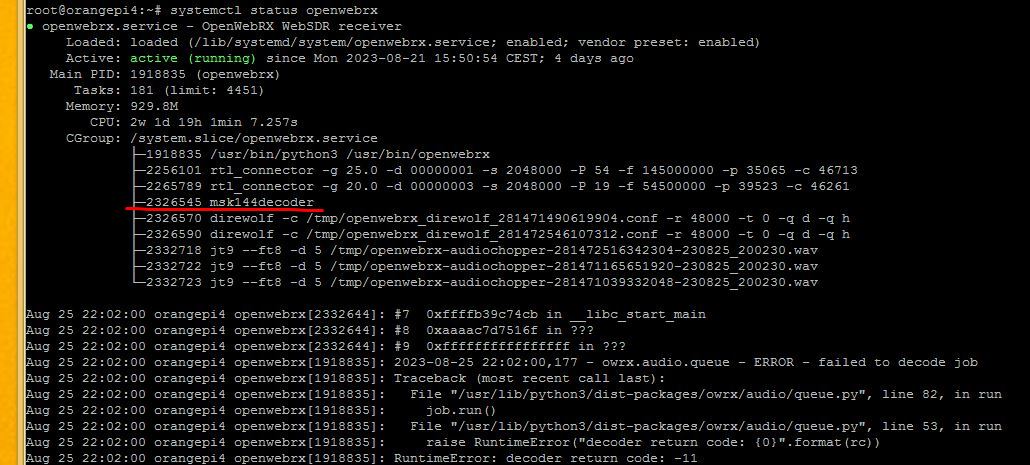 root@orangepi4:~# systemctl status openwebrx
● openwebrx.service - OpenWebRX WebSDR receiver
Loaded: loaded (/lib/systemd/system/openwebrx.service; enabled; vendor preset: enabled)
Active: active (running) since Mon 2023-08-21 15:50:54 CEST; 4 days ago
Main PID: 1918835 (openwebrx)
Tasks: 181 (limit: 4451)
Memory: 929.8M
CPU: 2w 1d 19h 1min 7.257s
CGroup: /system.slice/openwebrx.service
├─1918835 /usr/bin/python3 /usr/bin/openwebrx
├─2256101 rtl_connector -g 25.0 -d 00000001 -s 2048000 -P 54 -f 145000000 -p 35065 -c 46713
├─2265789 rtl_connector -g 20.0 -d 00000003 -s 2048000 -P 19 -f 54500000 -p 39523 -c 46261
├─2326545 msk144decoder
├─2326570 direwolf -c /tmp/openwebrx_direwolf_281471490619904.conf -r 48000 -t 0 -q d -q h
├─2326590 direwolf -c /tmp/openwebrx_direwolf_281472546107312.conf -r 48000 -t 0 -q d -q h
├─2332718 jt9 --ft8 -d 5 /tmp/openwebrx-audiochopper-281472516342304-230825_200230.wav
├─2332722 jt9 --ft8 -d 5 /tmp/openwebrx-audiochopper-281471165651920-230825_200230.wav
└─2332723 jt9 --ft8 -d 5 /tmp/openwebrx-audiochopper-281471039332048-230825_200230.wav
Aug 25 22:02:00 orangepi4 openwebrx[2332644]: #7  0xffffb39c74cb in __libc_start_main
Aug 25 22:02:00 orangepi4 openwebrx[2332644]: #8  0xaaaac7d7516f in ???
Aug 25 22:02:00 orangepi4 openwebrx[2332644]: #9  0xffffffffffffffff in ???
Aug 25 22:02:00 orangepi4 openwebrx[1918835]: 2023-08-25 22:02:00,177 - owrx.audio.queue - ERROR - failed to decode job
Aug 25 22:02:00 orangepi4 openwebrx[1918835]: Traceback (most recent call last):
Aug 25 22:02:00 orangepi4 openwebrx[1918835]:   File "/usr/lib/python3/dist-packages/owrx/audio/queue.py", line 82, in run
Aug 25 22:02:00 orangepi4 openwebrx[1918835]:     job.run()
Aug 25 22:02:00 orangepi4 openwebrx[1918835]:   File "/usr/lib/python3/dist-packages/owrx/audio/queue.py", line 53, in run
Aug 25 22:02:00 orangepi4 openwebrx[1918835]:     raise RuntimeError("decoder return code: {0}".format(rc))
Aug 25 22:02:00 orangepi4 openwebrx[1918835]: RuntimeError: decoder return code: -11